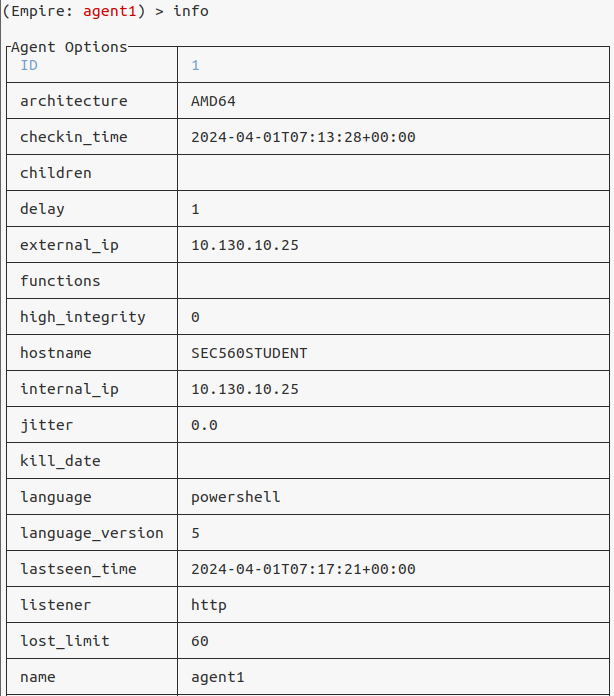 (Empire: agent1) > info
Agent Options
ID 1
architecture AMD64
checkin_time 2024-04-01T07:13:28+00:00
children
delay 1
external_ip 10.130.10.25
functions
high_integrity 0
hostname SEC560STUDENT
internal_ip 10.130.10.25
jitter 0.0
kill_date
language powershell
language_version 5
lastseen_time 2024-04-01T07:17:21+00:00
listener http
lost_limit 60
name agent1